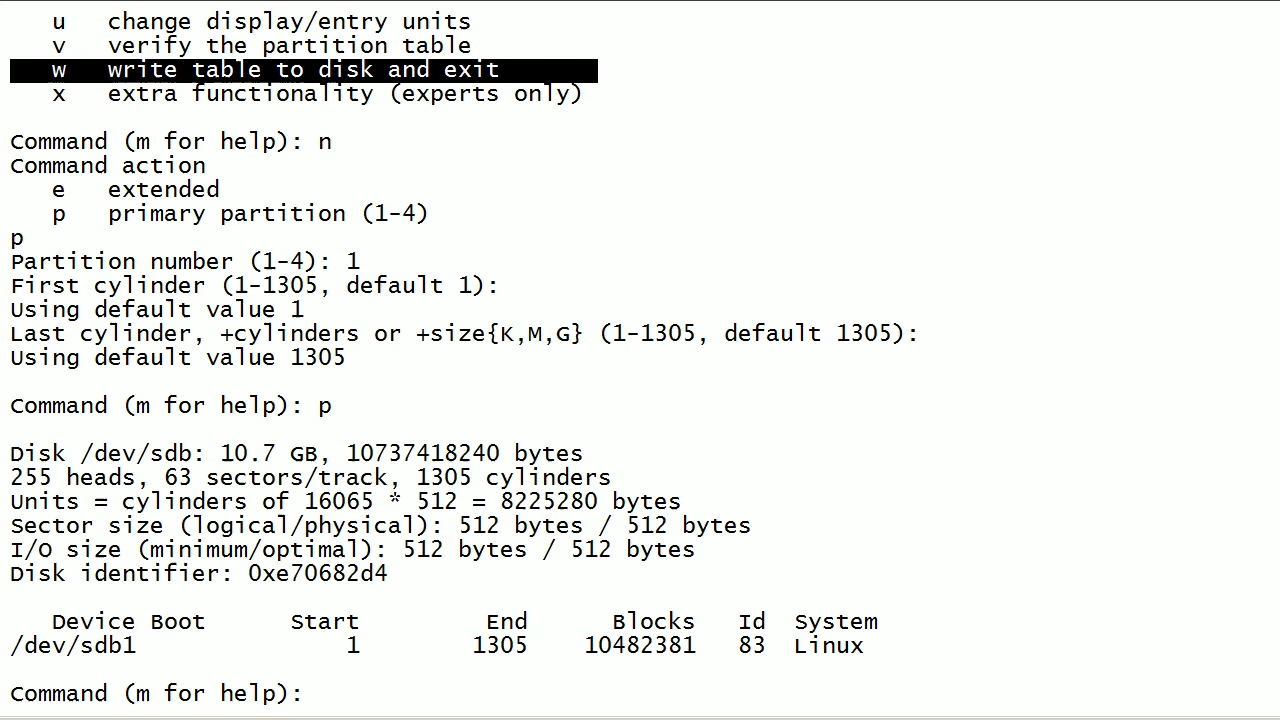 u   change display/entry units
v   verify the partition table
w   write table to disk and exit
x   extra functionality (experts only)
Command (m for help): n
Command action
e   extended
p   primary partition (1-4)
p
Partition number (1-4): 1
First cylinder (1-1305, default 1):
Using default value 1
Last cylinder, +cylinders or +size{K,M,G} (1-1305, default 1305):
Using default value 1305
Command (m for help): p
Disk /dev/sdb: 10.7 GB, 10737418240 bytes
255 heads, 63 sectors/track, 1305 cylinders
Units = cylinders of 16065 * 512 = 8225280 bytes
Sector size (logical/physical): 512 bytes / 512 bytes
I/O size (minimum/optimal): 512 bytes / 512 bytes
Disk identifier: 0xe70682d4
Device Boot      Start         End      Blocks   Id  System
/dev/sdb1               1        1305    10482381   83  Linux
Command (m for help):